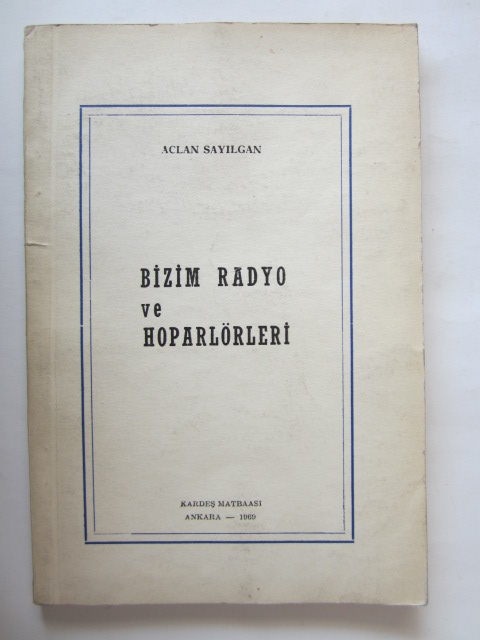 ACLAN SAYILGAN
BİZİM RADYO
ve
HOPARLÖRLERİ
KARDEŞ MATBAASI
ANKARA — 1969